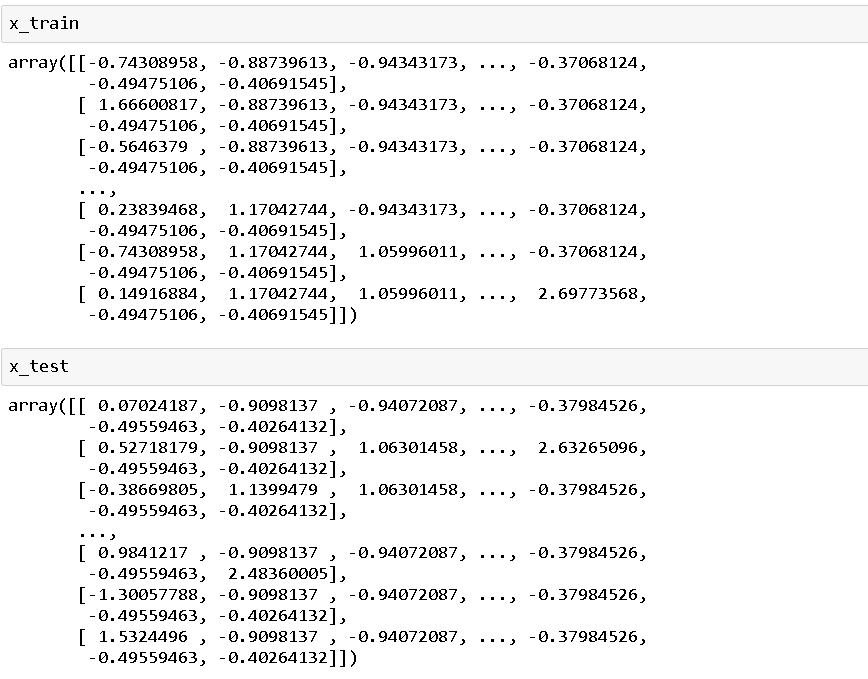 x_train
array([[-0.74308958, -0.88739613, -0.94343173, ..., -0.37068124,
        -0.49475106, -0.40691545],
       [ 1.66600817, -0.88739613, -0.94343173, ..., -0.37068124,
        -0.49475106, -0.40691545],
       [-0.5646379 , -0.88739613, -0.94343173, ..., -0.37068124,
        -0.49475106, -0.40691545],
       ...,
       [ 0.23839468,  1.17042744, -0.94343173, ..., -0.37068124,
        -0.49475106, -0.40691545],
       [-0.74308958,  1.17042744,  1.05996011, ..., -0.37068124,
        -0.49475106, -0.40691545],
       [ 0.14916884,  1.17042744,  1.05996011, ...,  2.69773568,
        -0.49475106, -0.40691545]])
x_test
array([[ 0.07024187, -0.9098137 , -0.94072087, ..., -0.37984526,
        -0.49559463, -0.40264132],
       [ 0.52718179, -0.9098137 ,  1.06301458, ...,  2.63265096,
        -0.49559463, -0.40264132],
       [-0.38669805,  1.1399479 ,  1.06301458, ..., -0.37984526,
        -0.49559463, -0.40264132],
       ...,
       [ 0.9841217 , -0.9098137 , -0.94072087, ..., -0.37984526,
        -0.49559463,  2.48360005],
       [-1.30057788, -0.9098137 , -0.94072087, ..., -0.37984526,
        -0.49559463, -0.40264132],
       [ 1.5324496 , -0.9098137 , -0.94072087, ..., -0.37984526,
        -0.49559463, -0.40264132]])